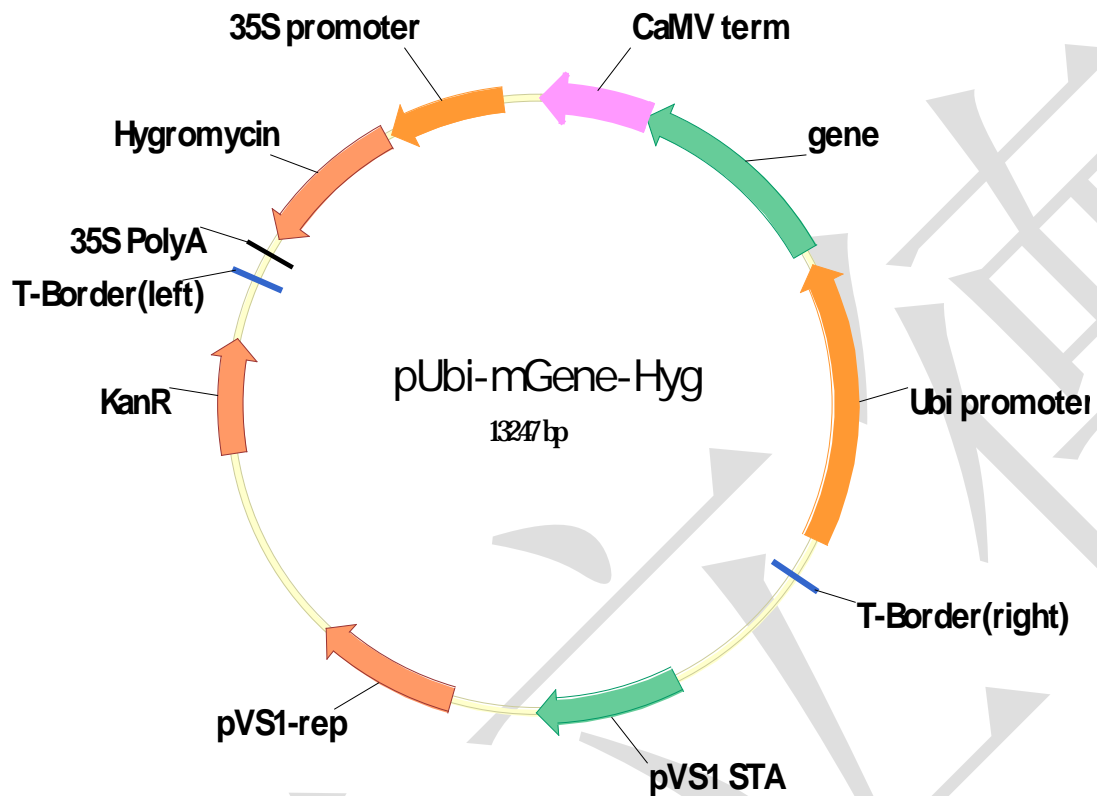 35S promoter
CaMV term
Hygromycin
gene
35S PolyA
T-Border(left)
pUbi-mGene-Hyg
13247 bp
KanR
Ubi promoter
T-Border(right)
pVS1-rep
pVS1 STA